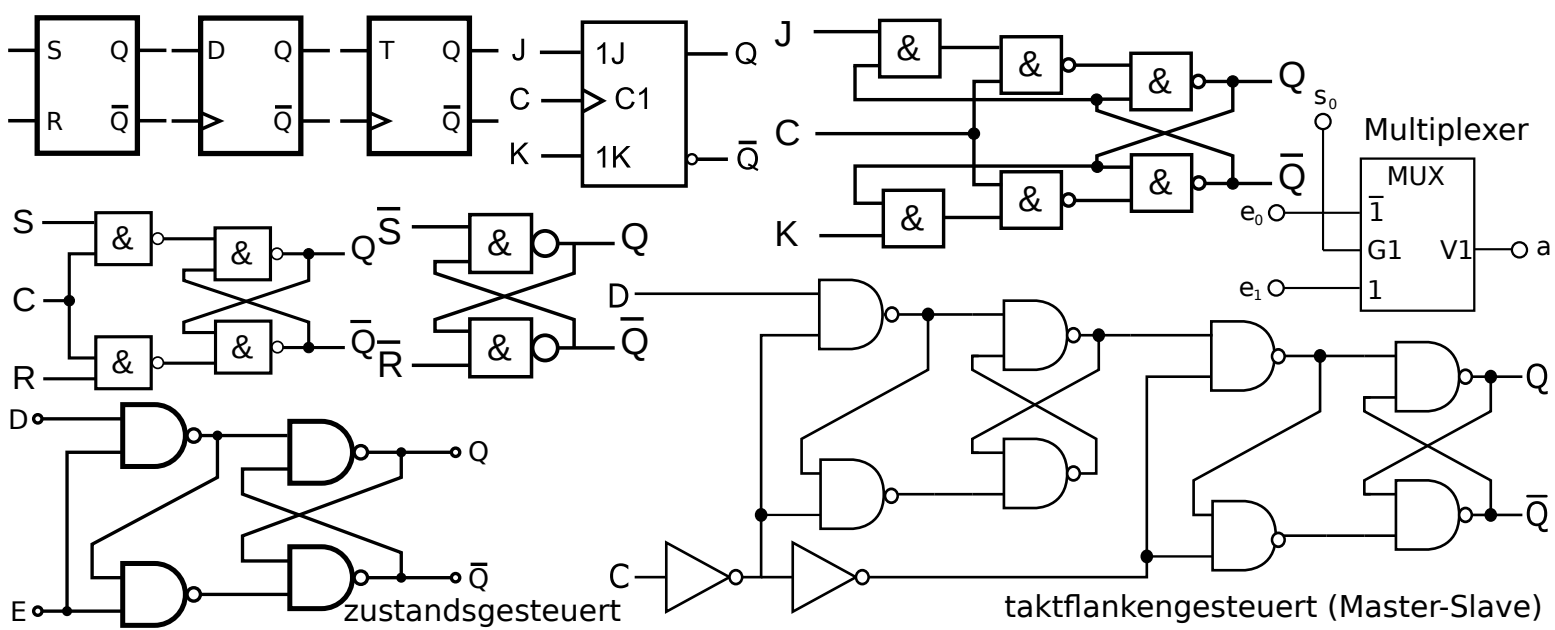 S Q
R Q̅
D Q
Q̅
T Q
Q̅
J 1J Q
C C1
K 1K Q̅
J & & & Q
C
K & & & Q̅
s₀
Multiplexer
MUX
e₀ 1̅
G1 V1 a
e₁ 1
S & & Q
C
R & & Q̅
S̅ & Q
R̅ & Q̅
D Q
E Q̅
zustandsgesteuert
D Q
C Q̅
taktflankengesteuert (Master-Slave)